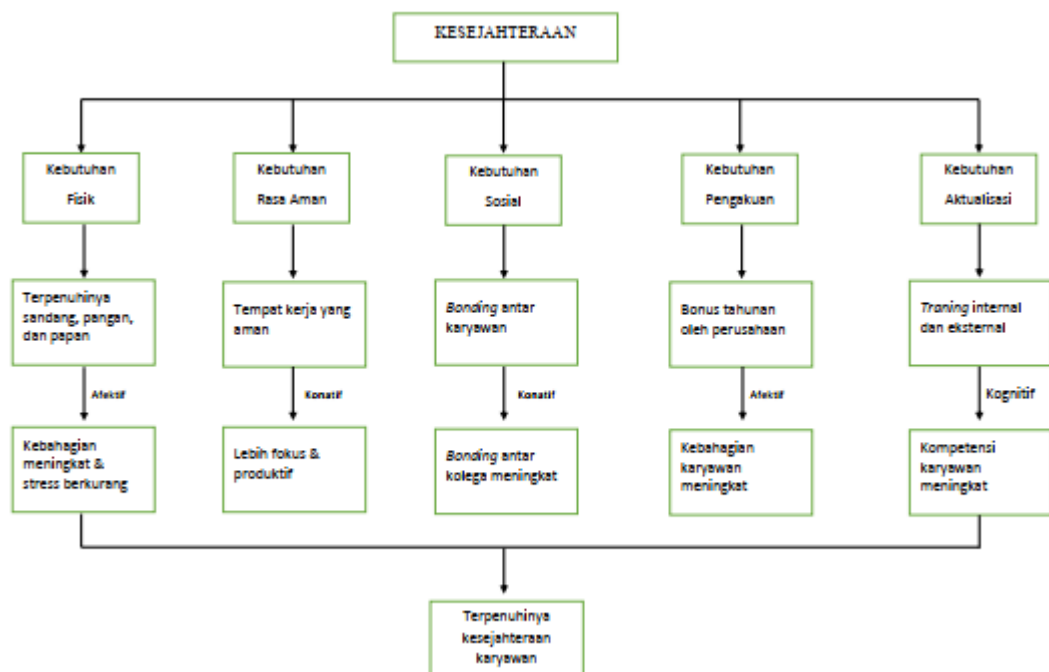 KESEJAHTERAAN
Kebutuhan
Fisik
Kebutuhan
Rasa Aman
Kebutuhan
Sosial
Kebutuhan
Pengakuan
Kebutuhan
Aktualisasi
Terpenuhinya
sandang, pangan,
dan papan
Tempat kerja yang
aman
Bonding antar
karyawan
Bonus tahunan
oleh perusahaan
Traning internal
dan eksternal
Afektif
Konatif
Konatif
Afektif
Kognitif
Kebahagian
meningkat &
stress berkurang
Lebih fokus &
produktif
Bonding antar
kolega meningkat
Kebahagian
karyawan
meningkat
Kompetensi
karyawan
meningkat
Terpenuhinya
kesejahteraan
karyawan